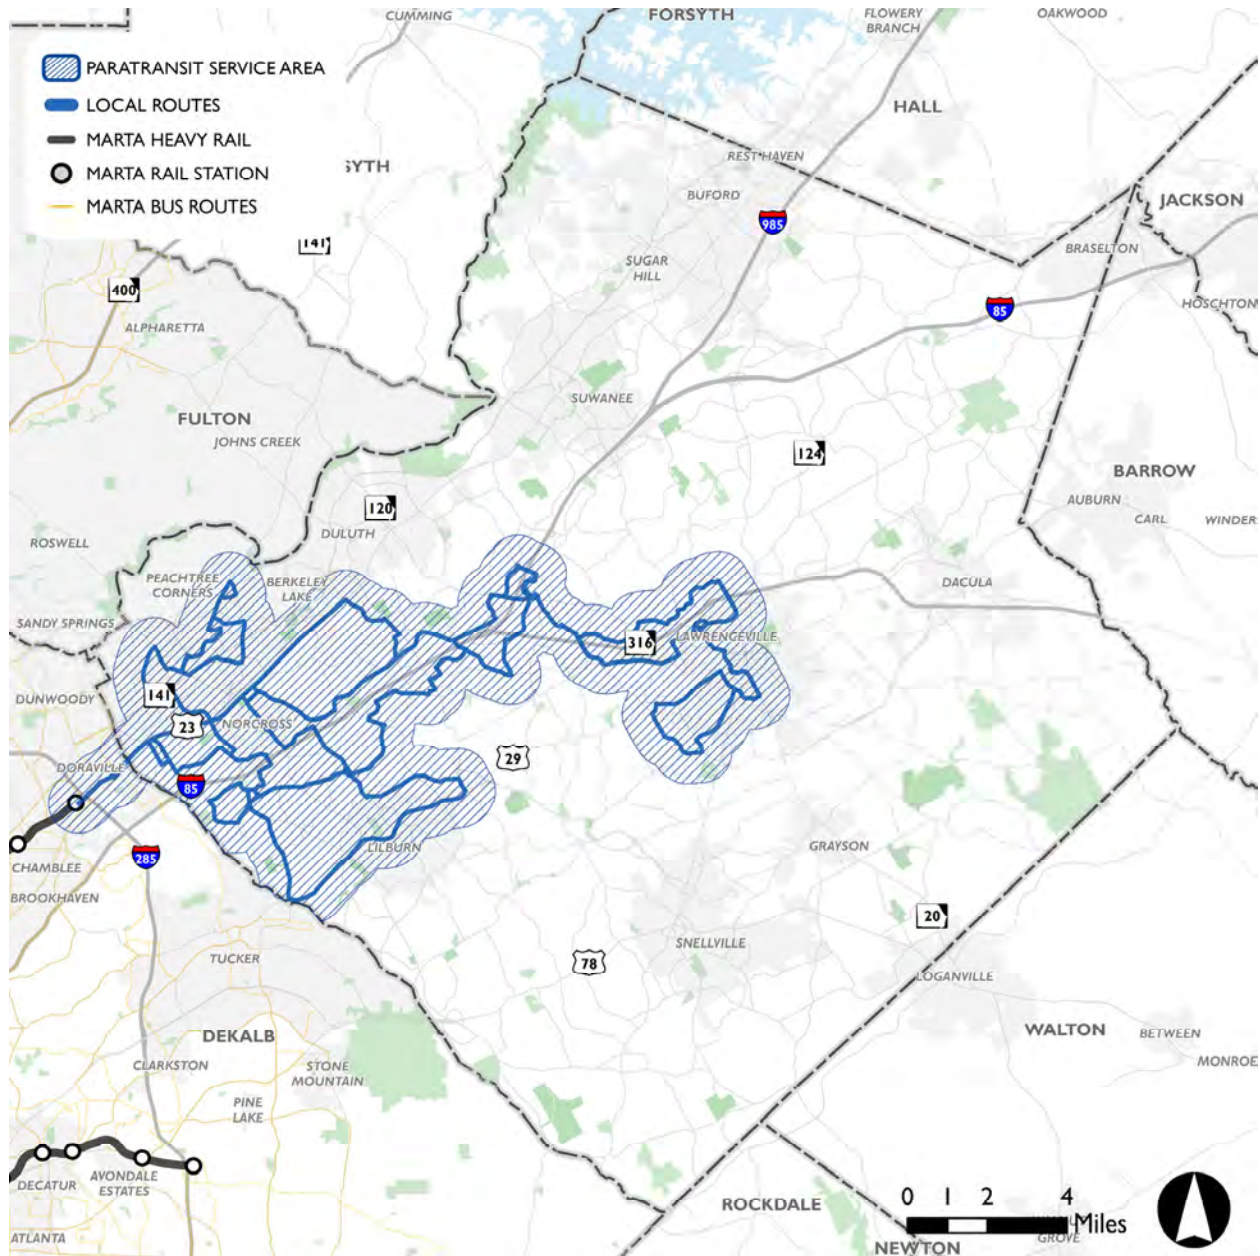 CUMMING
FORSYTH
FLOWERY
BRANCH
OAKWOOD
PARATRANSIT SERVICE AREA
LOCAL ROUTES
MARTA HEAVY RAIL
MARTA RAIL STATION
MARTA BUS ROUTES
HALL
SYTH
REST HAVEN
BUFORD
985
JACKSON
BRASELTON
141
SUGAR
HILL
400
ALPHARETTA
85
HOSCHTON
SUWANEE
FULTON
JOHNS CREEK
124
BARROW
AUBURN
CARL
WINDER
120
DULUTH
ROSWELL
PEACHTREE
CORNERS
BERKELEY
LAKE
DACULA
SANDY SPRINGS
316
LAWRENCEVILLE
DUNWOODY
141
23
NORCROSS
29
DORAVILLE
85
285
CHAMBLEE
LILBURN
GRAYSON
BROOKHAVEN
20
SNELLVILLE
TUCKER
78
LOGANVILLE
DEKALB
WALTON
BETWEEN
MONROE
CLARKSTON
STONE
MOUNTAIN
PINE
LAKE
DECATUR
AVONDALE
ESTATES
ROCKDALE
0 1 2 4
Miles
GROVE
ATLANTA
NEWTON